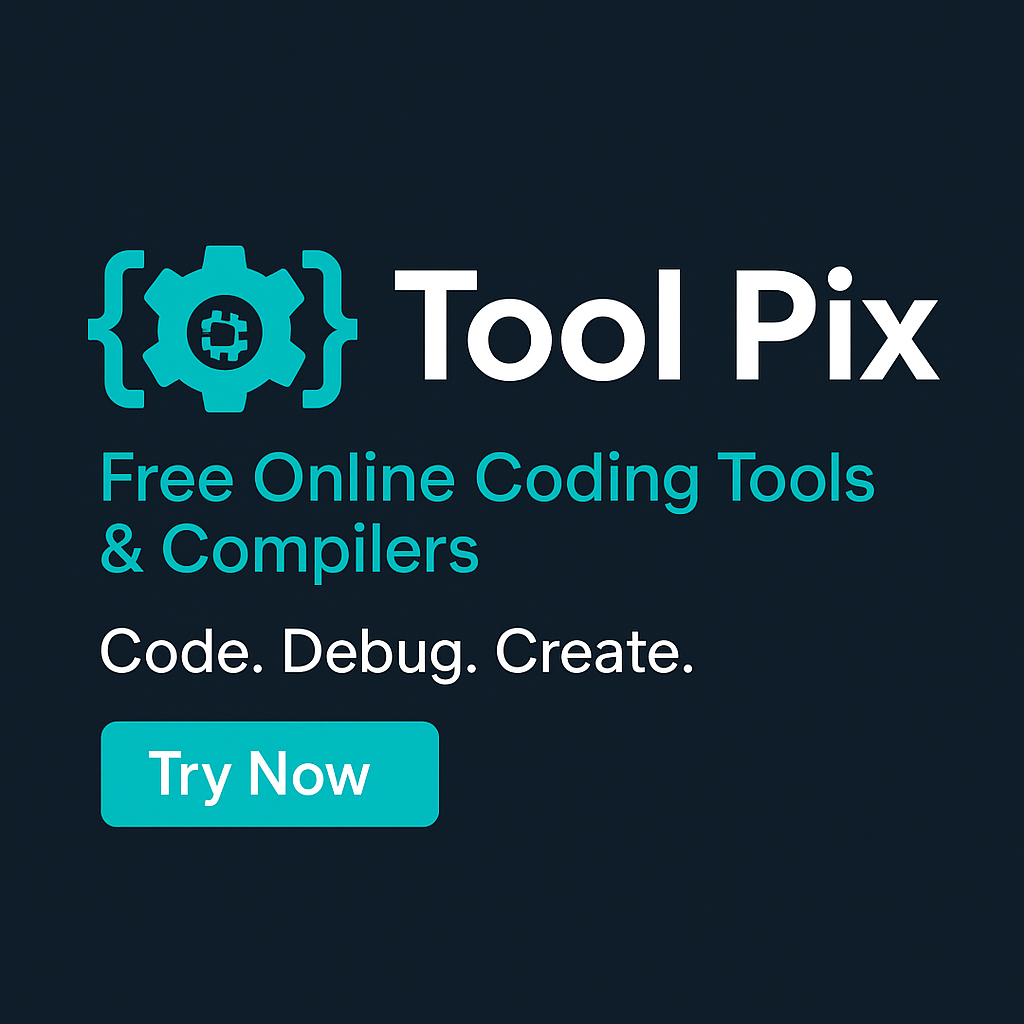 Tool Pix
Free Online Coding Tools
& Compilers
Code. Debug. Create.
Try Now